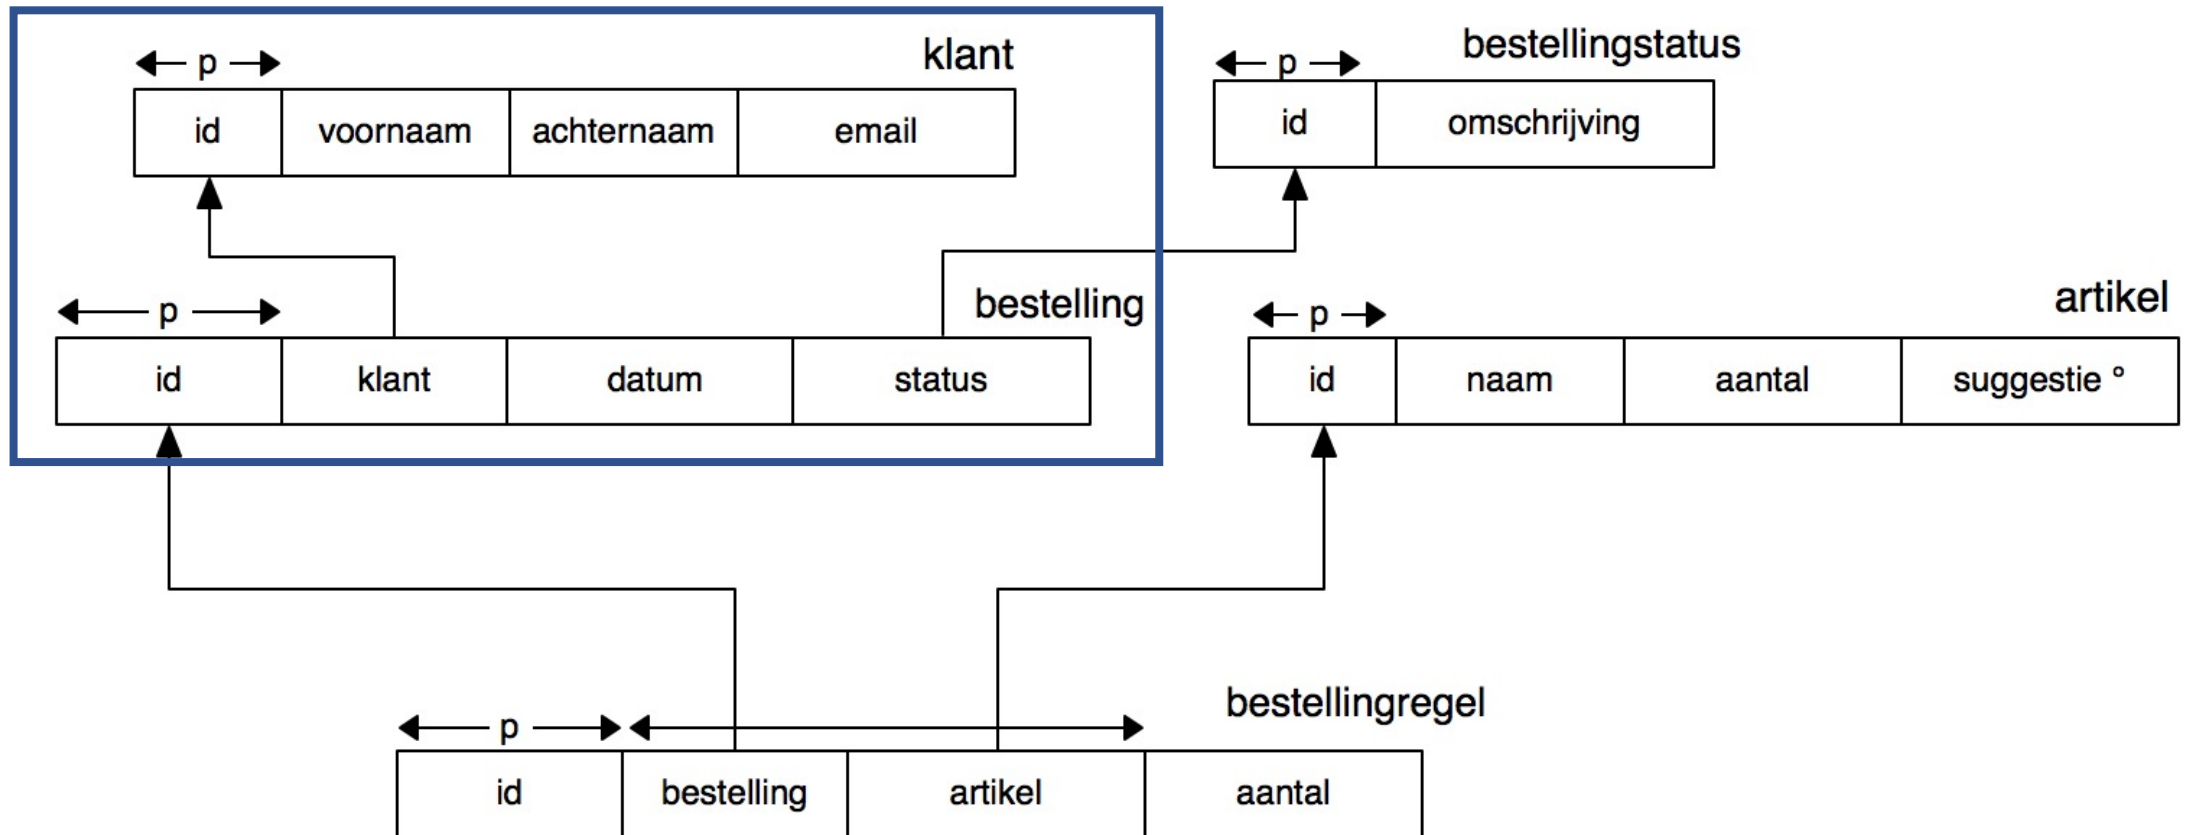 klant
p
id voornaam achternaam email
bestellingstatus
p
id omschrijving
bestelling
p
id klant datum status
artikel
p
id naam aantal suggestie °
bestellingregel
p
id bestelling artikel aantal